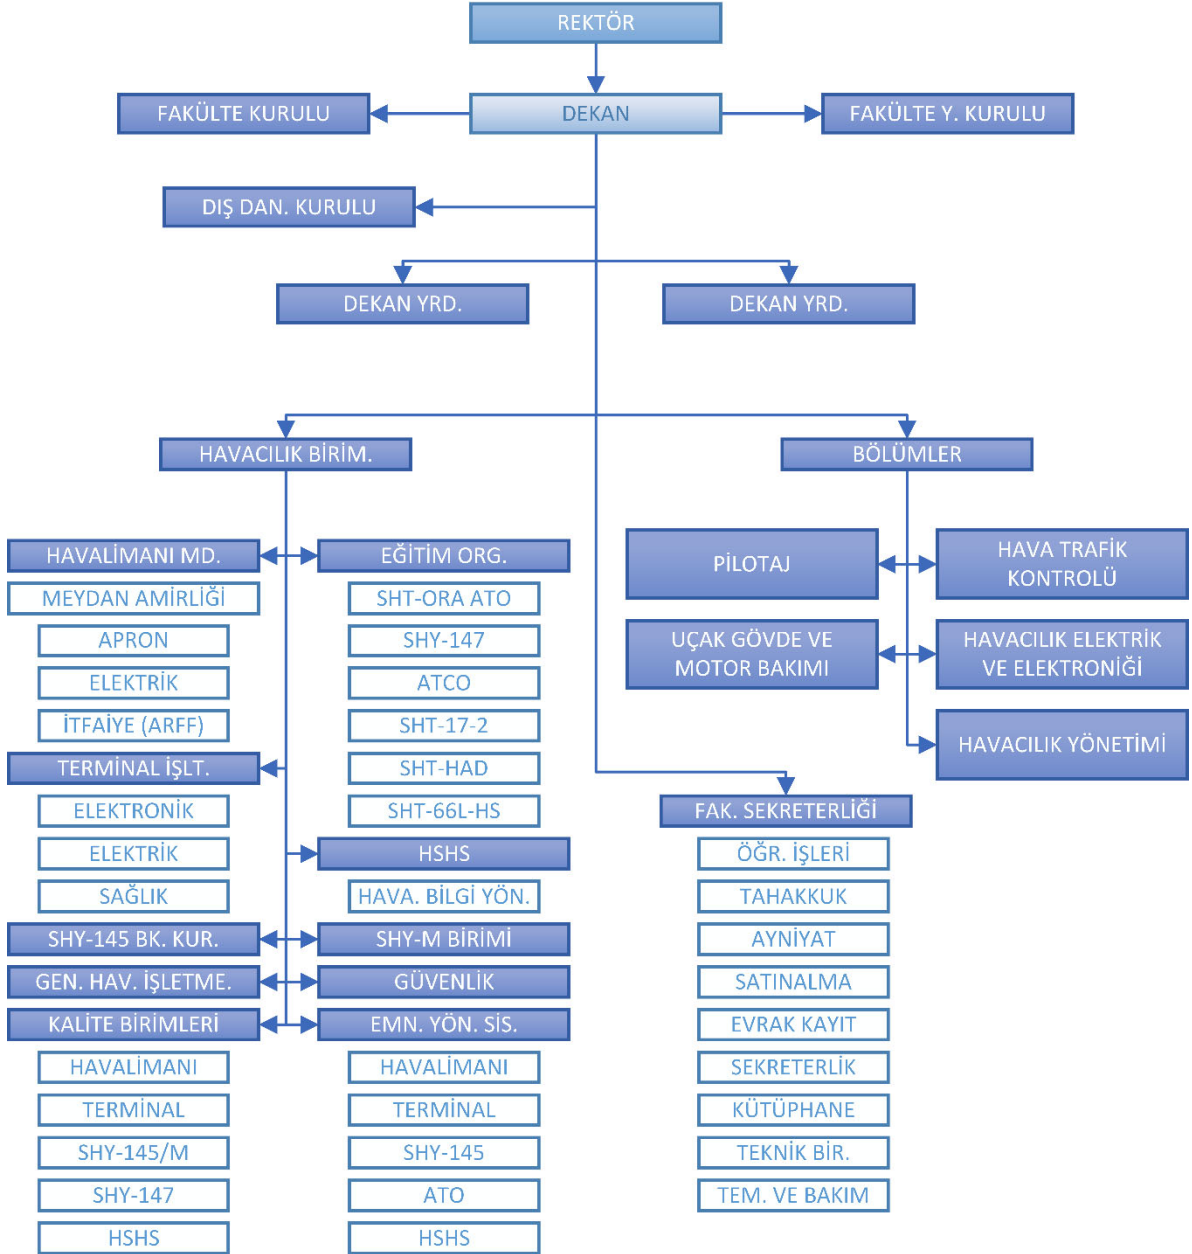 REKTÖR
FAKÜLTE KURULU
DEKAN
FAKÜLTE Y. KURULU
DIŞ DAN. KURULU
DEKAN YRD.
DEKAN YRD.
HAVACILIK BİRİM.
BÖLÜMLER
HAVALİMANI MD.
MEYDAN AMİRLİĞİ
APRON
ELEKTRİK
İTFAİYE (ARFF)
TERMİNAL İŞLT.
ELEKTRONİK
ELEKTRİK
SAĞLIK
SHY-145 BK. KUR.
GEN. HAV. İŞLETME.
KALİTE BİRİMLERİ
HAVALİMANI
TERMİNAL
SHY-145/M
SHY-147
HSHS
EĞİTİM ORG.
SHT-ORA ATO
SHY-147
ATCO
SHT-17-2
SHT-HAD
SHT-66L-HS
HSHS
HAVA. BİLGİ YÖN.
SHY-M BİRİMİ
GÜVENLİK
EMN. YÖN. SİS.
HAVALİMANI
TERMİNAL
SHY-145
ATO
HSHS
PİLOTAJ
HAVA TRAFİK
KONTROLÜ
UÇAK GÖVDE VE
MOTOR BAKIMI
HAVACILIK ELEKTRİK
VE ELEKTRONİĞİ
HAVACILIK YÖNETİMİ
FAK. SEKRETERLİĞİ
ÖĞR. İŞLERİ
TAHAKKUK
AYNİYAT
SATINALMA
EVRAK KAYIT
SEKRETERLİK
KÜTÜPHANE
TEKNİK BİR.
TEM. VE BAKIM